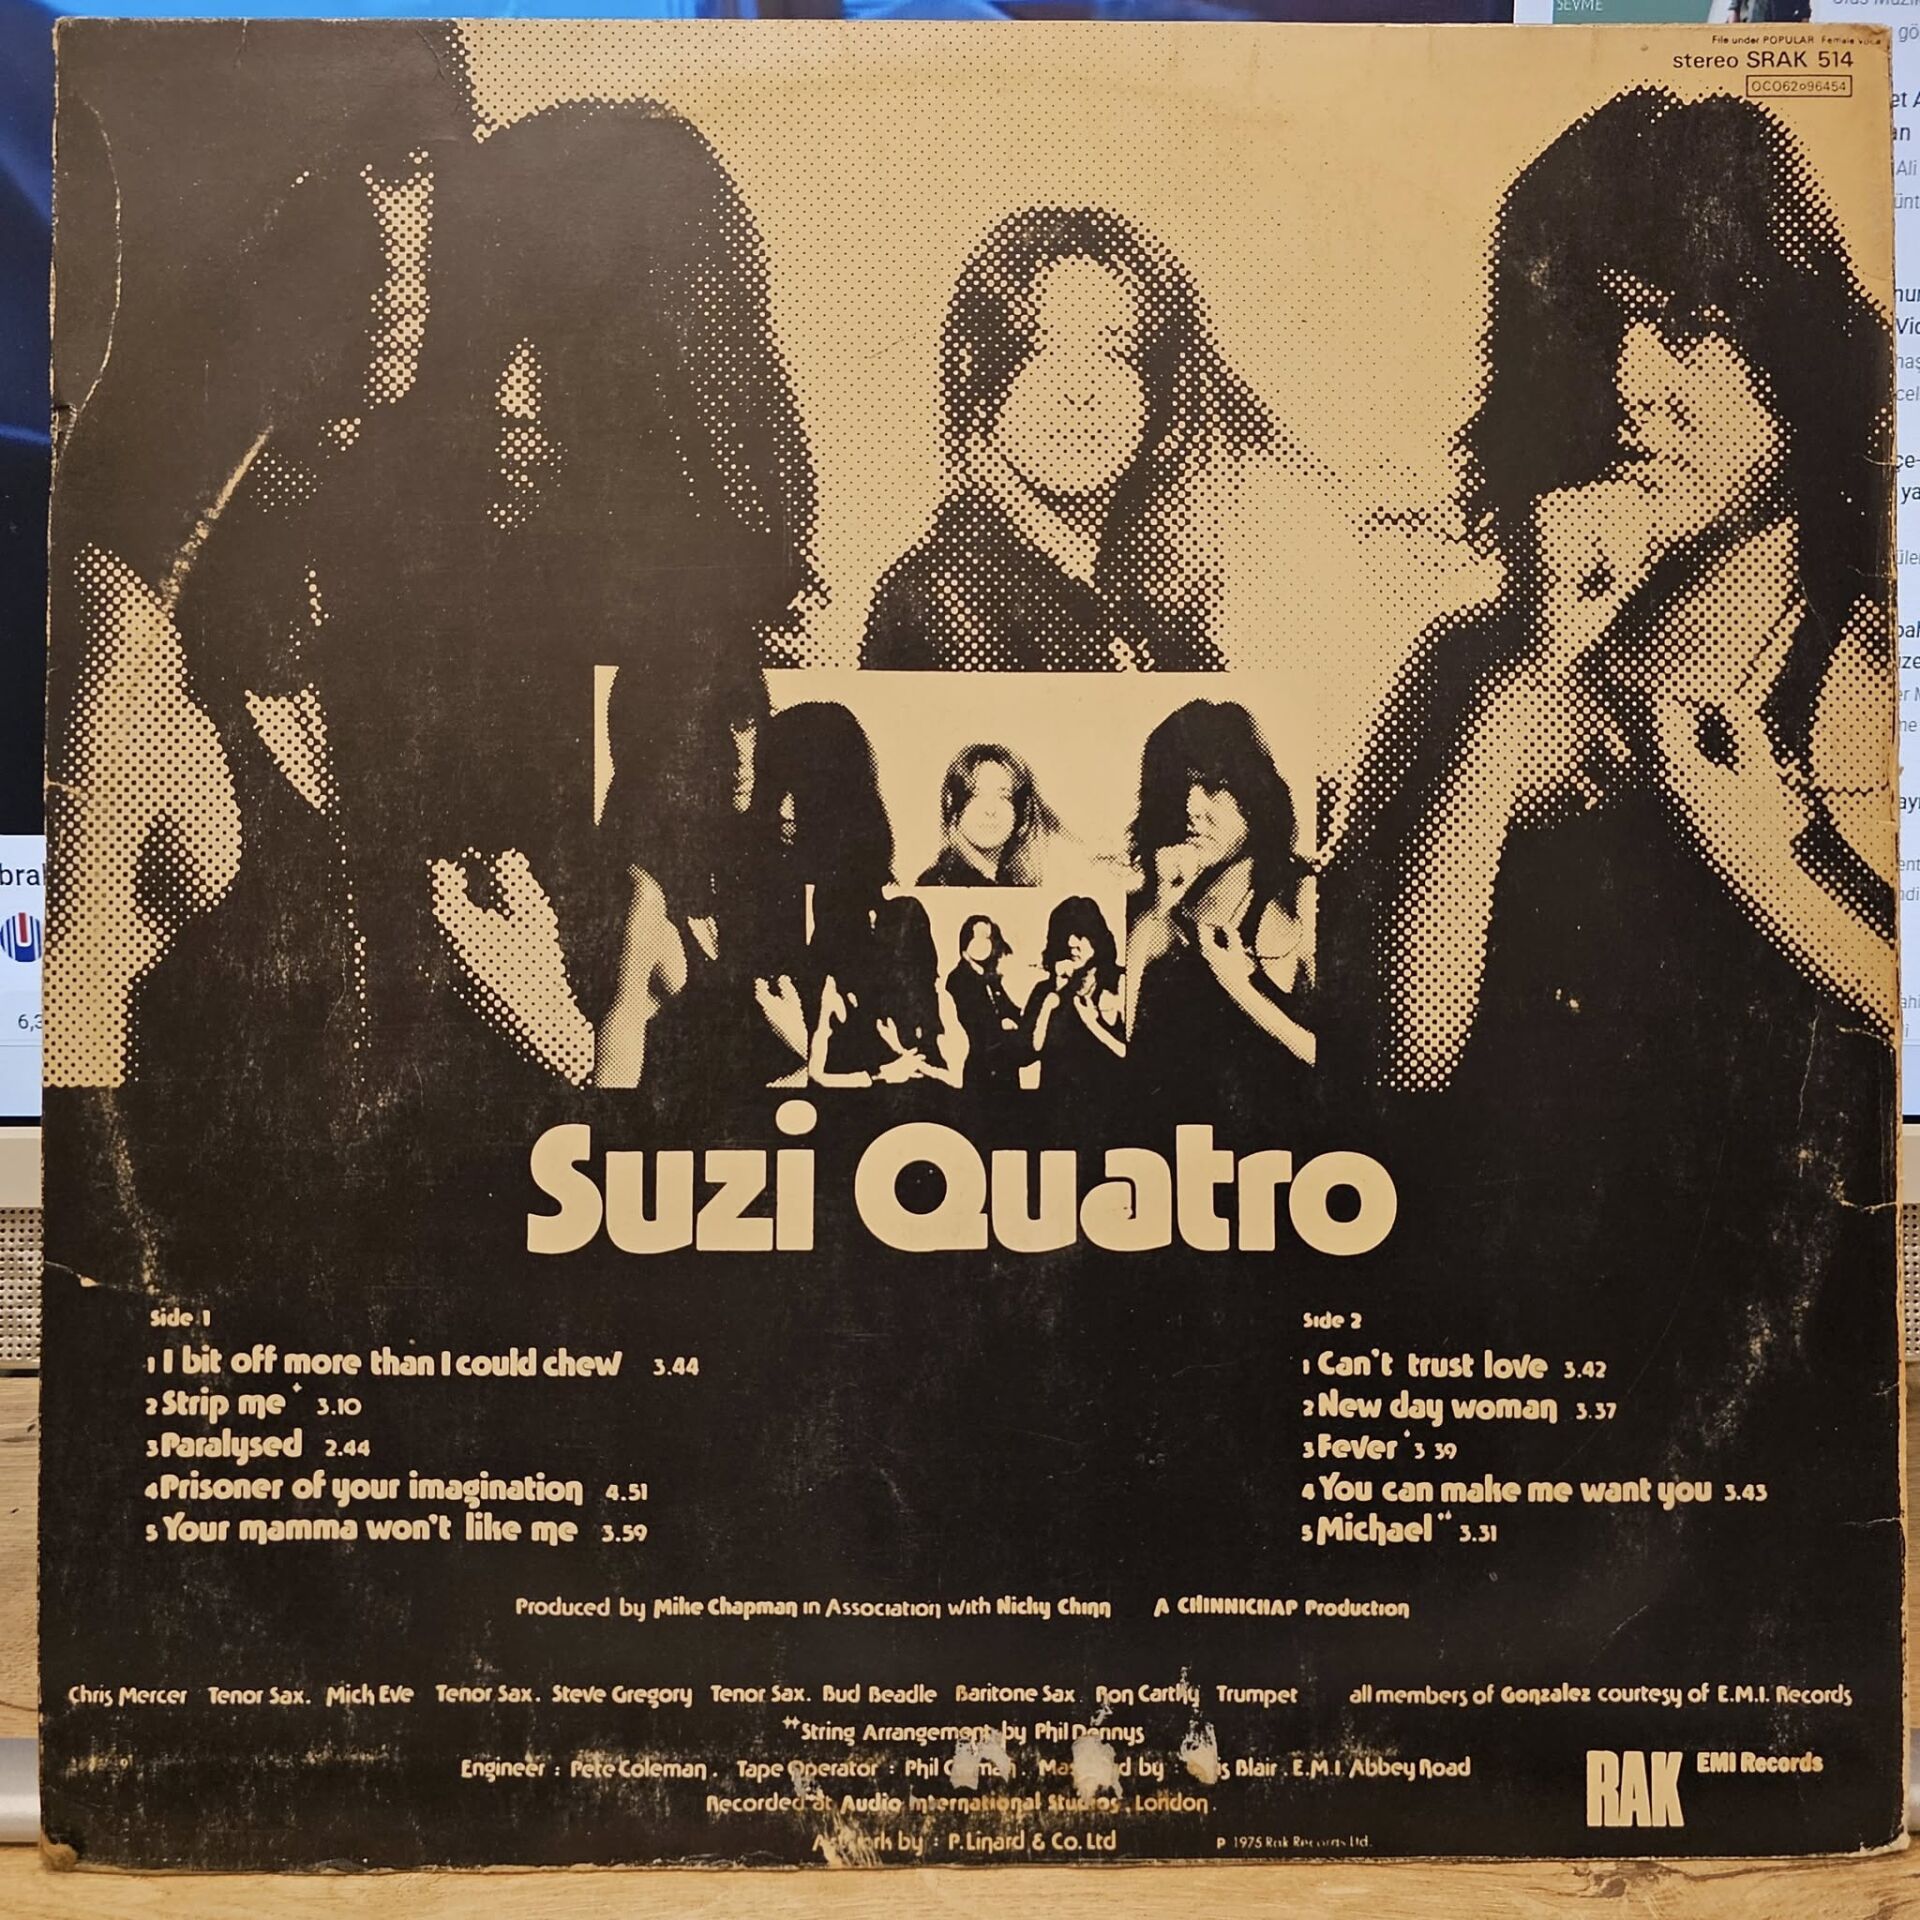 File under POPULAR Female
stereo SRAK 514
OC062o96454
Suzi Quatro
Side 1
1 I bit off more than I could chew 3.44
2 Strip me + 3.10
3 Paralysed 2.44
4 Prisoner of your imagination 4.51
5 Your mamma won't like me 3.59
Side 2
1 Can't trust love 3.42
2 New day woman 3.37
3 Fever 3 39
4 You can make me want you 3.43
5 Michael ++ 3.31
Produced by Mike Chapman in Association with Nicky Chinn A CHINNICHAP Production
Chris Mercer Tenor Sax. Mick Eve Tenor Sax. Steve Gregory Tenor Sax. Bud Beadle Baritone Sax Ron Carthy Trumpet all members of Gonzalez courtesy of E.M.I. Records
++String Arrangement by Phil Dennys
Engineer : Pete Coleman. Tape Operator : Phil by : Blair. E.M.I. Abbey Road
Recorded at Audio International Studios, London.
Artwork by : P. Linard & Co. Ltd
P 1975 Rak Records Ltd.
RAK EMI Records
SEVME